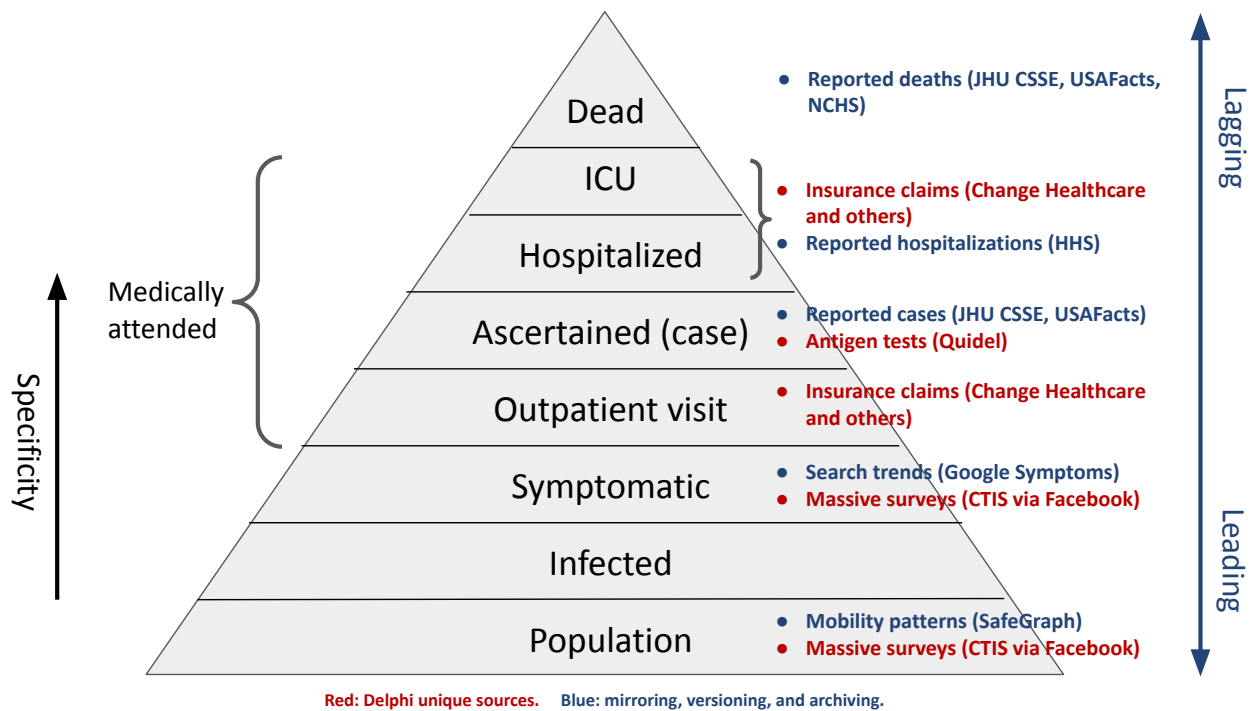 Dead
● Reported deaths (JHU CSSE, USAFacts,
NCHS)
ICU
● Insurance claims (Change Healthcare
and others)
Hospitalized
● Reported hospitalizations (HHS)
Medically
attended
Ascertained (case)
● Reported cases (JHU CSSE, USAFacts)
● Antigen tests (Quidel)
Outpatient visit
● Insurance claims (Change Healthcare
and others)
Symptomatic
● Search trends (Google Symptoms)
● Massive surveys (CTIS via Facebook)
Infected
Population
● Mobility patterns (SafeGraph)
● Massive surveys (CTIS via Facebook)
Specificity
Lagging
Leading
Red: Delphi unique sources. Blue: mirroring, versioning, and archiving.